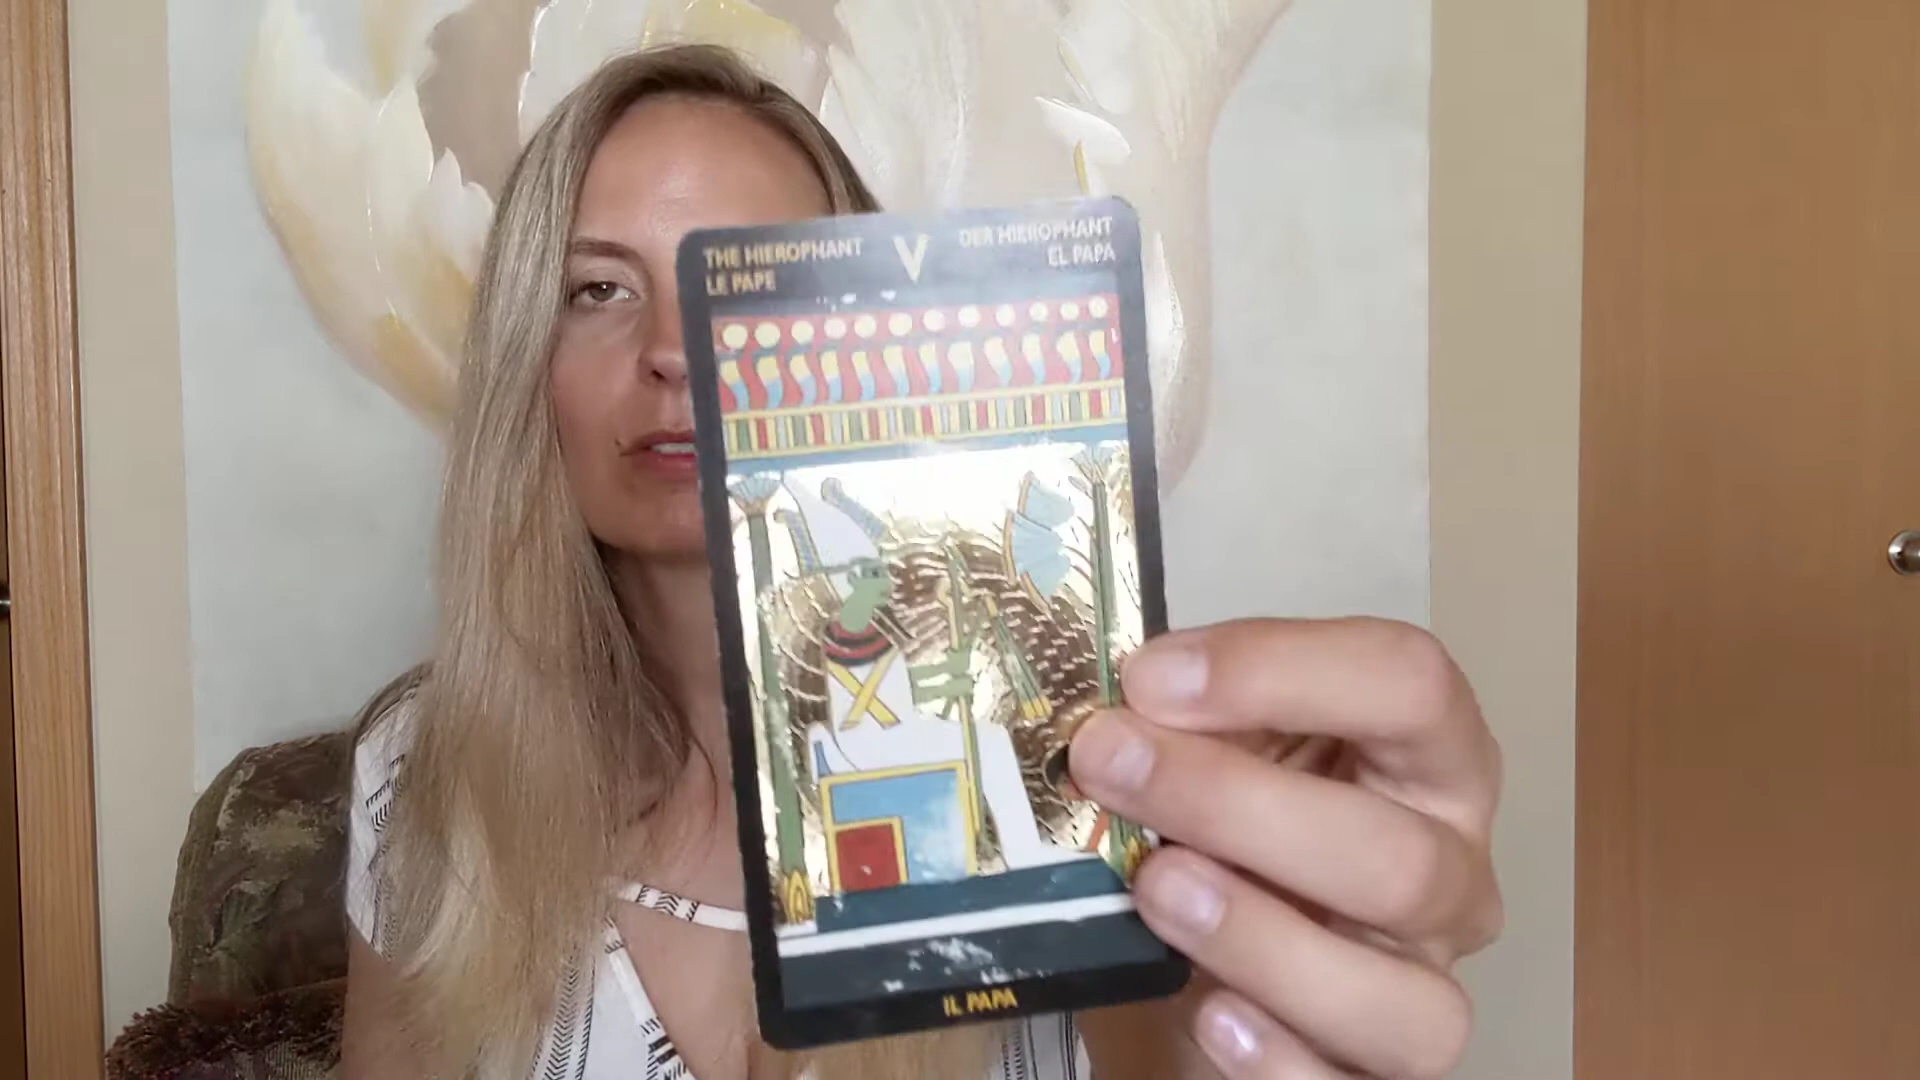 THE HIEROPHANT
LE PAPE
V
DER HIEROPHANT
EL PAPA
IL PAPA